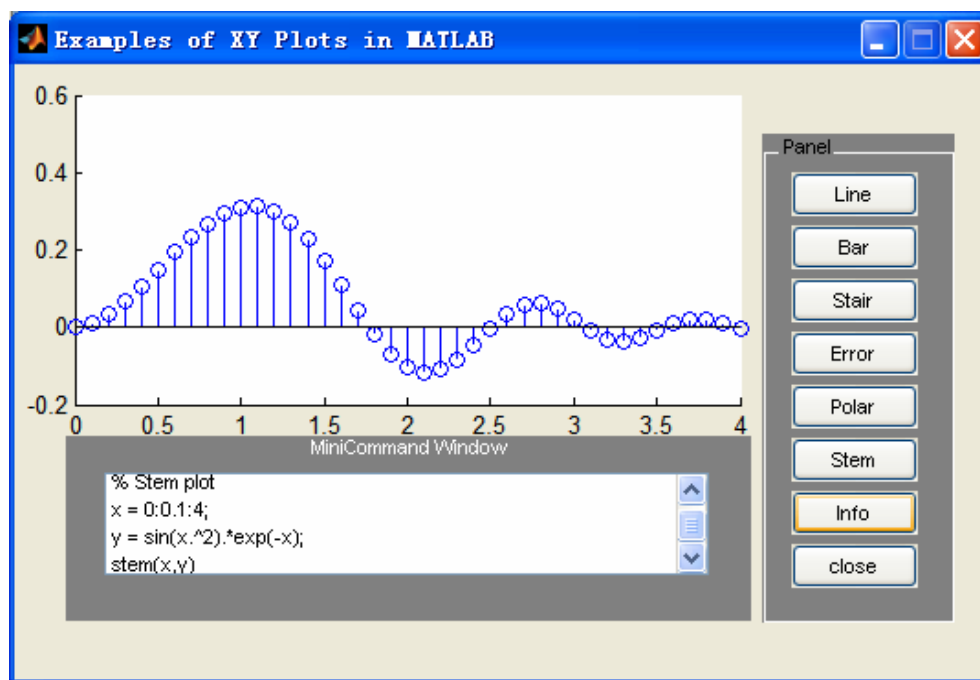 Examples of XY Plots in MATLAB
0.6
0.4
0.2
0
-0.2
0 0.5 1 1.5 2 2.5 3 3.5 4
MiniCommand Window
% Stem plot
x = 0:0.1:4;
y = sin(x.^2).*exp(-x);
stem(x,y)
Panel
Line
Bar
Stair
Error
Polar
Stem
Info
close